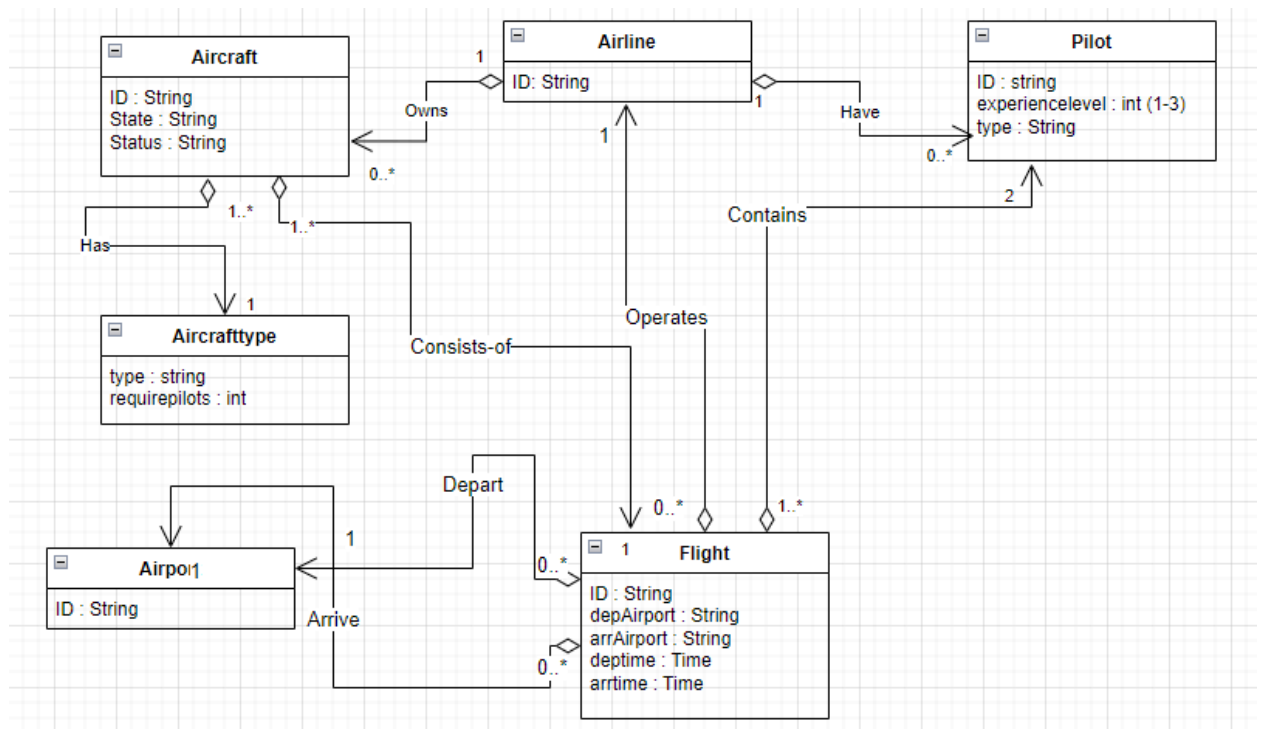 Aircraft
ID : String
State : String
Status : String
Airline
ID: String
Pilot
ID : string
experiencelevel : int (1-3)
type : String
1
Owns
0..*
1
Have
0..*
1
2
Contains
1..*
1..*
Has
1
Operates
Aircrafttype
type : string
requirepilots : int
Consists-of
Depart
0..*
1..*
1
0..*
Airpor1
ID : String
Arrive
0..*
1
Flight
ID : String
depAirport : String
arrAirport : String
deptime : Time
arrtime : Time